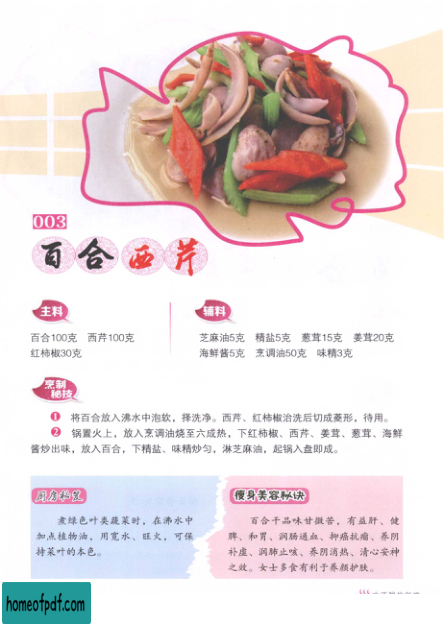 003
百合西芹
主料
百合100克 西芹100克
红柿椒30克
辅料
芝麻油5克 精盐5克 葱茸15克 姜茸20克
海鲜酱5克 烹调油50克 味精3克
烹制
秘技
❶ 将百合放入沸水中泡软，择洗净。西芹、红柿椒治洗后切成菱形，待用。
❷ 锅置火上，放入烹调油烧至六成热，下红柿椒、西芹、姜茸、葱茸、海鲜
酱炒出味，放入百合，下精盐、味精炒匀，淋芝麻油，起锅入盘即成。
厨房私装
煮绿色叶类蔬菜时，在沸水中
加点植物油，用宽水、旺火，可保
持菜叶的本色。
瘦身美容秘诀
百合干品味甘微苦，有益肝、健
脾、和胃、润肠通血、抑癌抗瘤、养阴
补虚、润肺止咳、养阴消热、清心安神
之效。女士多食有利于养颜护肤。
homeofpdf.com